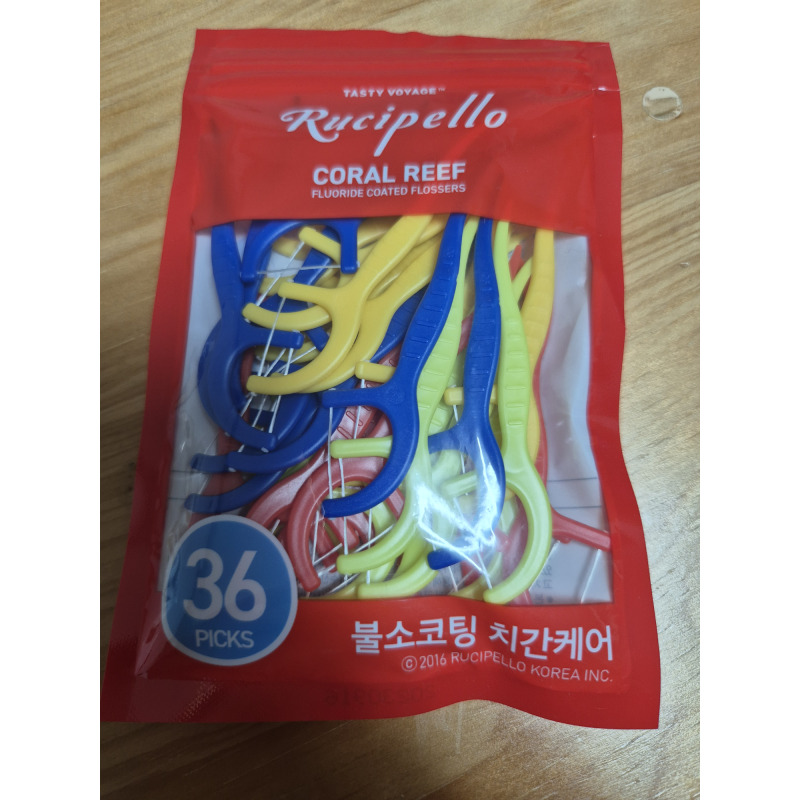 TASTY VOYAGE™
Rucipello
CORAL REEF
FLUORIDE COATED FLOSSERS
36
PICKS
불소코팅 치간케어
ⓒ2016 RUCIPELLO KOREA INC.